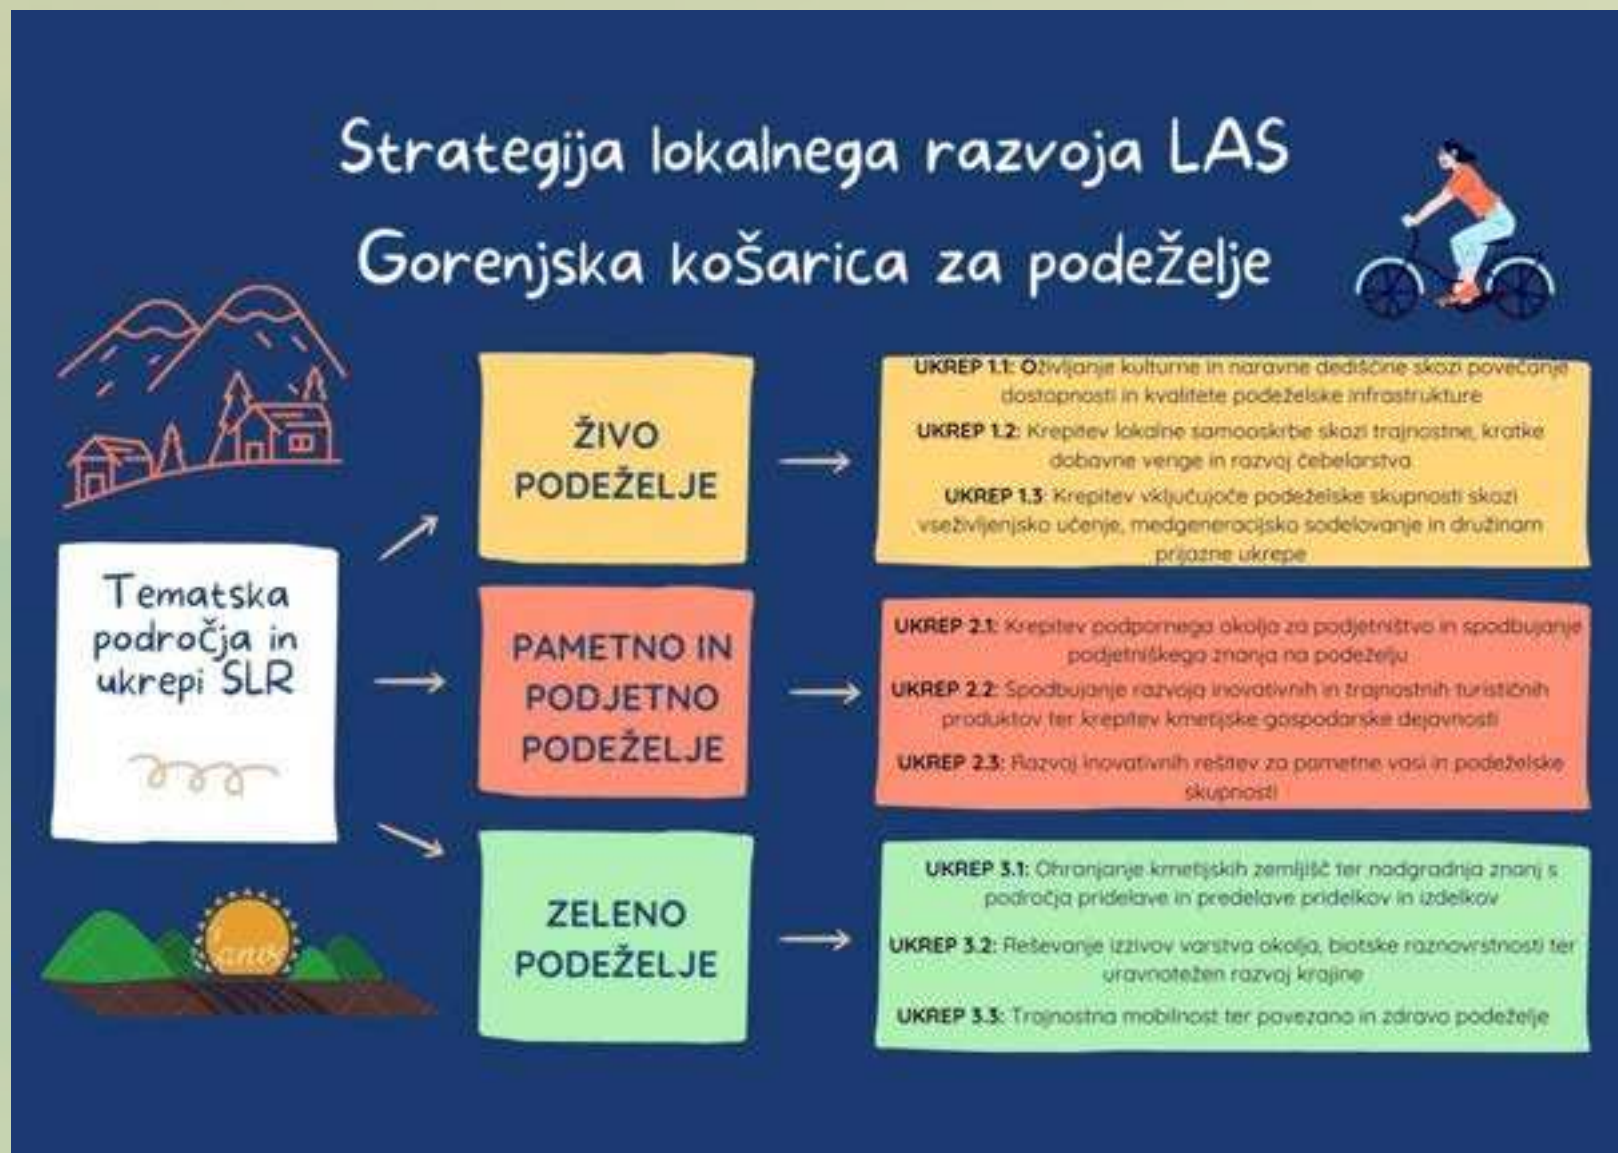 Strategija lokalnega razvoja LAS
Gorenjska košarica za podeželje
Tematska
področja in
ukrepi SLR
ŽIVO
PODEŽELJE
UKREP 1.1: Oživljanje kulturne in naravne dediščine skozi povečanje
dostopnosti in kvalitete podeželske infrastrukture
UKREP 1.2: Krepitev lokalne samooskrbe skozi trajnostne, kratke
dobavne verige in razvoj čebelarstva
UKREP 1.3: Krepitev vključujoče podeželske skupnosti skozi
vseživljenjsko učenje, medgeneracijsko sodelovanje in družinam
prijazne ukrepe
PAMETNO IN
PODJETNO
PODEŽELJE
UKREP 2.1: Krepitev podpornega okolja za podjetništvo in spodbujanje
podjetniškega znanja na podeželju
UKREP 2.2: Spodbujanje razvoja inovativnih in trajnostnih turističnih
produktov ter krepitev kmetijske gospodarske dejavnosti
UKREP 2.3: Razvoj inovativnih rešitev za pametne vasi in podeželske
skupnosti
ZELENO
PODEŽELJE
UKREP 3.1: Ohranjanje kmetijskih zemljišč ter nadgradnja znanj s
področja pridelave in predelave pridelkov in izdelkov
UKREP 3.2: Reševanje izzivov varstva okolja, biotske raznovrstnosti ter
uravnotežen razvoj krajine
UKREP 3.3: Trajnostna mobilnost ter povezano in zdravo podeželje